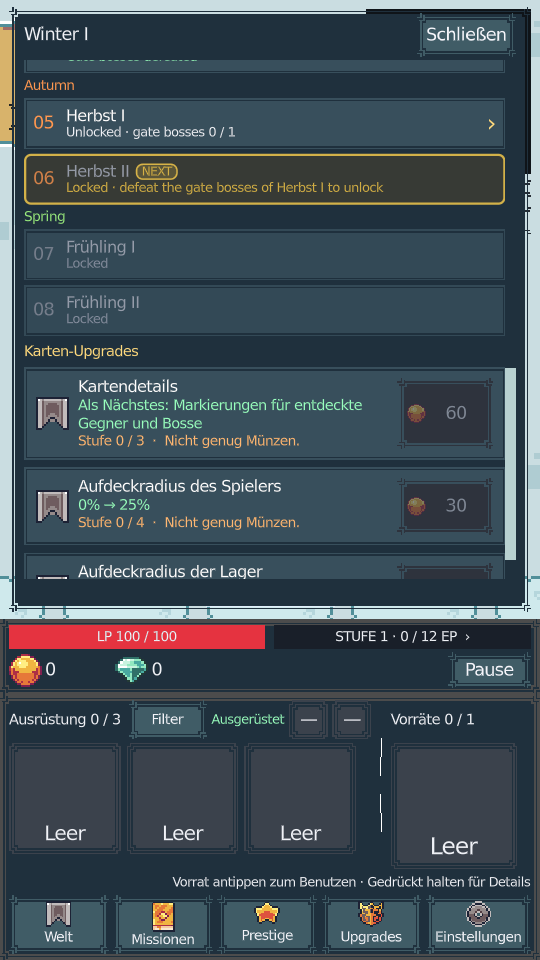 Winter I
Schließen
Autumn
05 Herbst I
Unlocked · gate bosses 0 / 1
06 Herbst II NEXT
Locked · defeat the gate bosses of Herbst I to unlock
Spring
07 Frühling I
Locked
08 Frühling II
Locked
Karten-Upgrades
Kartendetails
Als Nächstes: Markierungen für entdeckte
Gegner und Bosse
Stufe 0 / 3 · Nicht genug Münzen.
60
Aufdeckradius des Spielers
0% → 25%
Stufe 0 / 4 · Nicht genug Münzen.
30
Aufdeckradius der Lager
LP 100 / 100
STUFE 1 · 0 / 12 EP ›
0
0
Pause
Ausrüstung 0 / 3
Filter
Ausgerüstet
—
—
Vorräte 0 / 1
Leer
Leer
Leer
Leer
Vorrat antippen zum Benutzen · Gedrückt halten für Details
Welt
Missionen
Prestige
Upgrades
Einstellungen